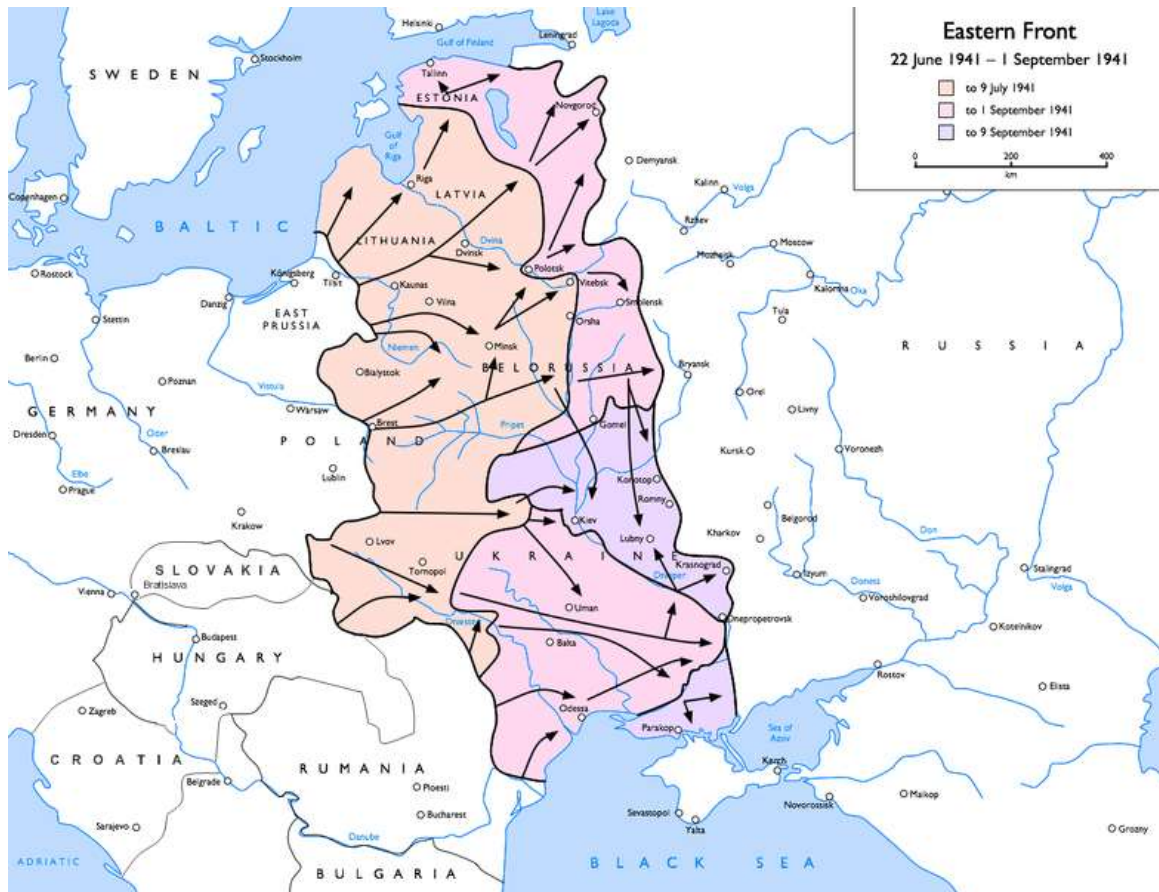 Eastern Front
22 June 1941 – 1 September 1941
to 9 July 1941
to 1 September 1941
to 9 September 1941
0 200 400
km
Helsinki
Lake
Lagoda
Gulf of Finland
Leningrad
Stockholm
SWEDEN
Tallinn
ESTONIA
Novgorod
Gulf
of
Riga
Demyansk
Kalinn
Volga
Riga
LATVIA
Copenhagen
Rzhev
BALTIC
LITHUANIA
Dvina
Dvinsk
Moscow
Mozhaisk
Rostock
Königsberg
Tilsit
Polotsk
Kaunas
Vitebsk
Kalomna
Oka
Danzig
Vilna
Smolensk
EAST
PRUSSIA
Orsha
Tula
Stettin
Niemen
Minsk
RUSSIA
Berlin
Bialystok
BELORUSSIA
Bryansk
Poznan
Vistula
Orel
GERMANY
Warsaw
Livny
Brest
Pripet
Gomel
Dresden
Oder
POLAND
Breslau
Kursk
Voronezh
Elbe
Lublin
Konotop
Prague
Romny
Krakow
Kiev
Belgorod
Kharkov
Don
Lvov
Lubny
UKRAINE
SLOVAKIA
Tornopol
Krasnograd
Bratislava
Dnieper
Izyum
Donets
Stalingrad
Vienna
Volga
Voroshilovgrad
Uman
Dniester
Dnepropetrovsk
Kotelnikov
Budapest
Balta
HUNGARY
Rostov
Elista
Szeged
Zagreb
Odessa
Parakop
Sea of
Azov
CROATIA
RUMANIA
Kerch
Belgrade
Ploesti
Maikop
Novorossisk
Bucharest
Sevastopol
Yalta
Sarajevo
Grozny
Danube
ADRIATIC
BLACK SEA
BULGARIA